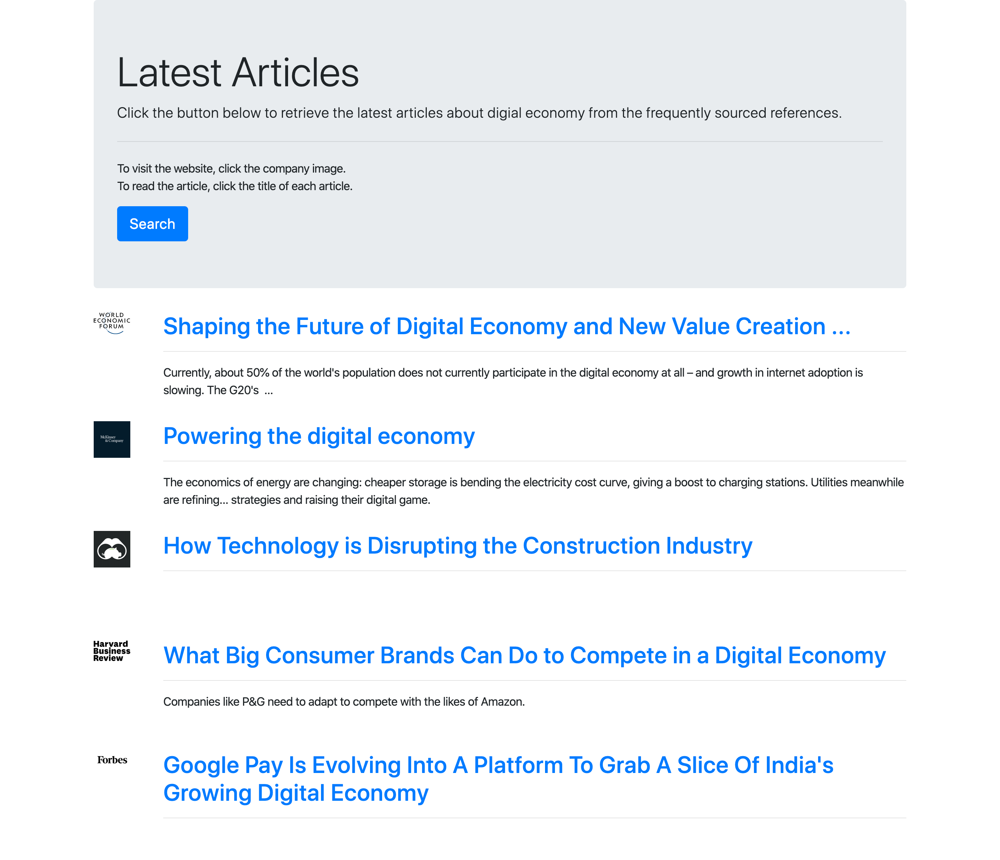 Latest Articles
Click the button below to retrieve the latest articles about digial economy from the frequently sourced references.
To visit the website, click the company image.
To read the article, click the title of each article.
Search
WORLD
ECONOMIC
FORUM
Shaping the Future of Digital Economy and New Value Creation ...
Currently, about 50% of the world's population does not currently participate in the digital economy at all – and growth in internet adoption is
slowing. The G20's  ...
McKinsey
& Company
Powering the digital economy
The economics of energy are changing: cheaper storage is bending the electricity cost curve, giving a boost to charging stations. Utilities meanwhile
are refining... strategies and raising their digital game.
How Technology is Disrupting the Construction Industry
Harvard
Business
Review
What Big Consumer Brands Can Do to Compete in a Digital Economy
Companies like P&G need to adapt to compete with the likes of Amazon.
Forbes
Google Pay Is Evolving Into A Platform To Grab A Slice Of India's
Growing Digital Economy